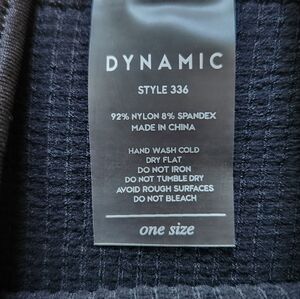 DYNAMIC
STYLE 336
92% NYLON 8% SPANDEX
MADE IN CHINA
HAND WASH COLD
DRY FLAT
DO NOT IRON
DO NOT TUMBLE DRY
AVOID ROUGH SURFACES
DO NOT BLEACH
one size